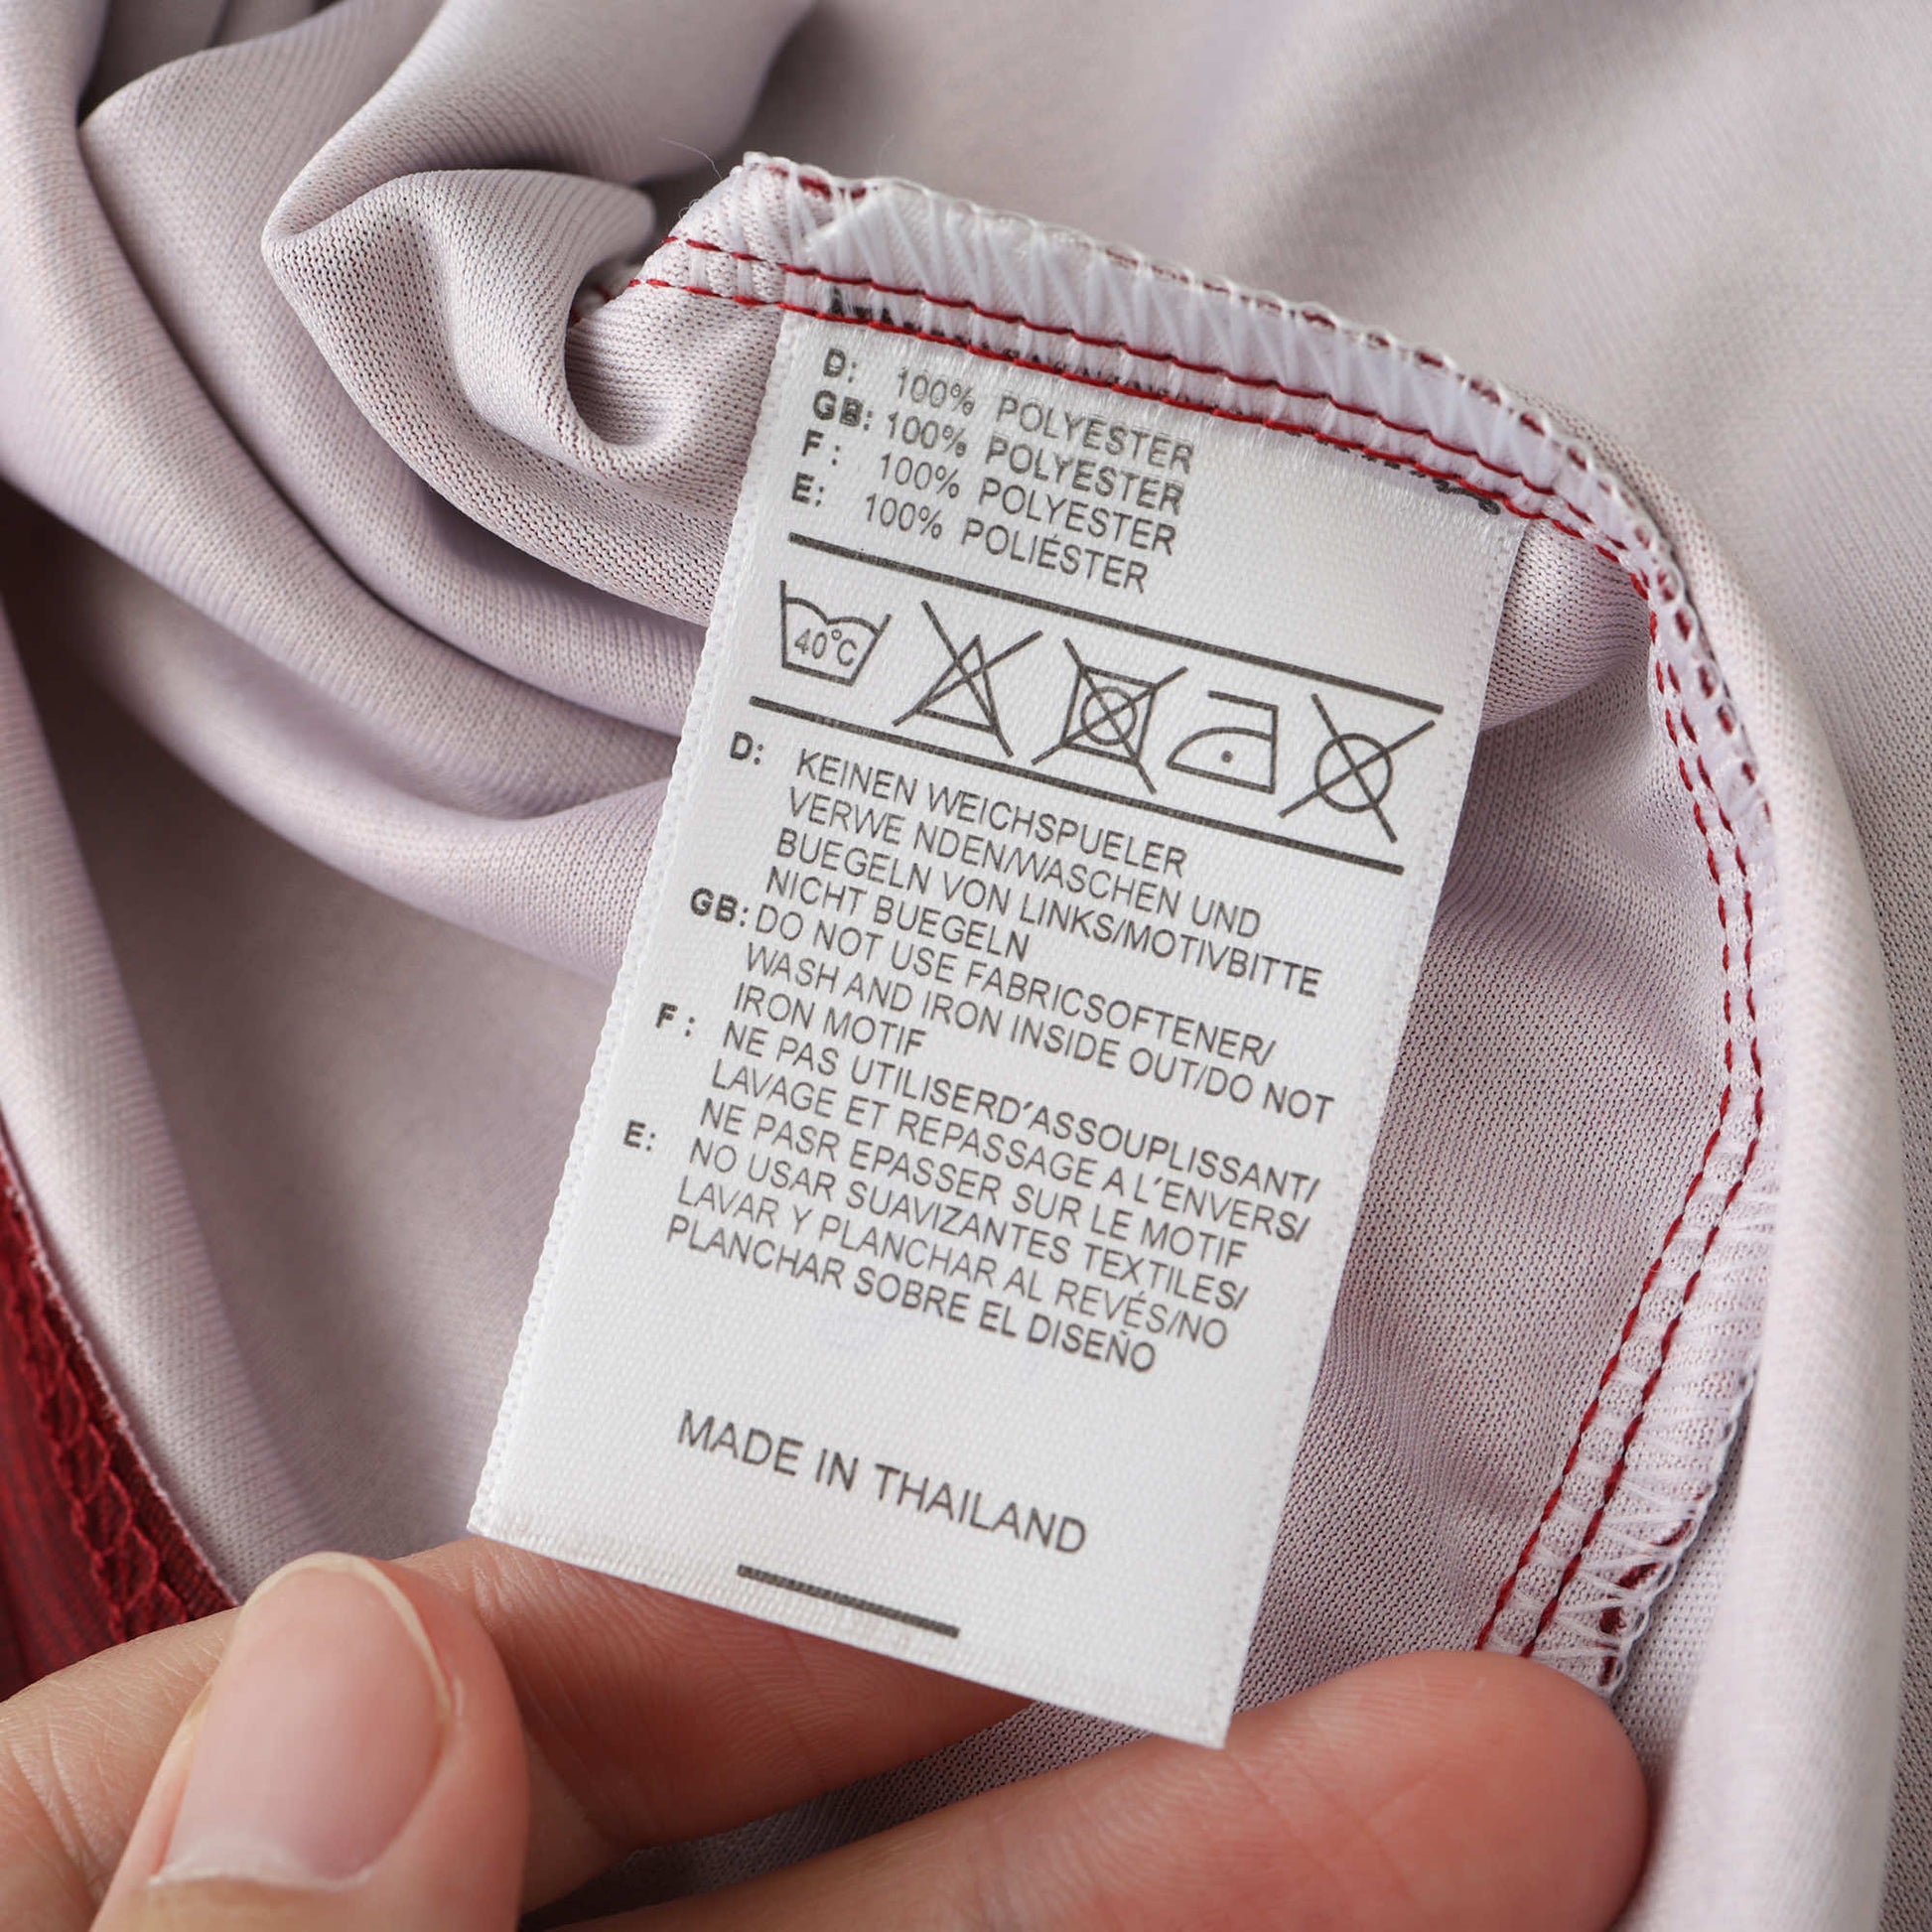 D: 100% POLYESTER
GB: 100% POLYESTER
F: 100% POLYESTER
E: 100% POLIÉSTER
40°C
D: KEINEN WEICHSPUELER
VERWE NDEN/WASCHEN UND
BUEGELN VON LINKS/MOTIVBITTE
NICHT BUEGELN
GB: DO NOT USE FABRICSOFTENER/
WASH AND IRON INSIDE OUT/DO NOT
IRON MOTIF
F: NE PAS UTILISERD'ASSOUPLISSANT/
LAVAGE ET REPASSAGE A L'ENVERS/
NE PASR EPASSER SUR LE MOTIF
E: NO USAR SUAVIZANTES TEXTILES/
LAVAR Y PLANCHAR AL REVÉS/NO
PLANCHAR SOBRE EL DISEÑO
MADE IN THAILAND